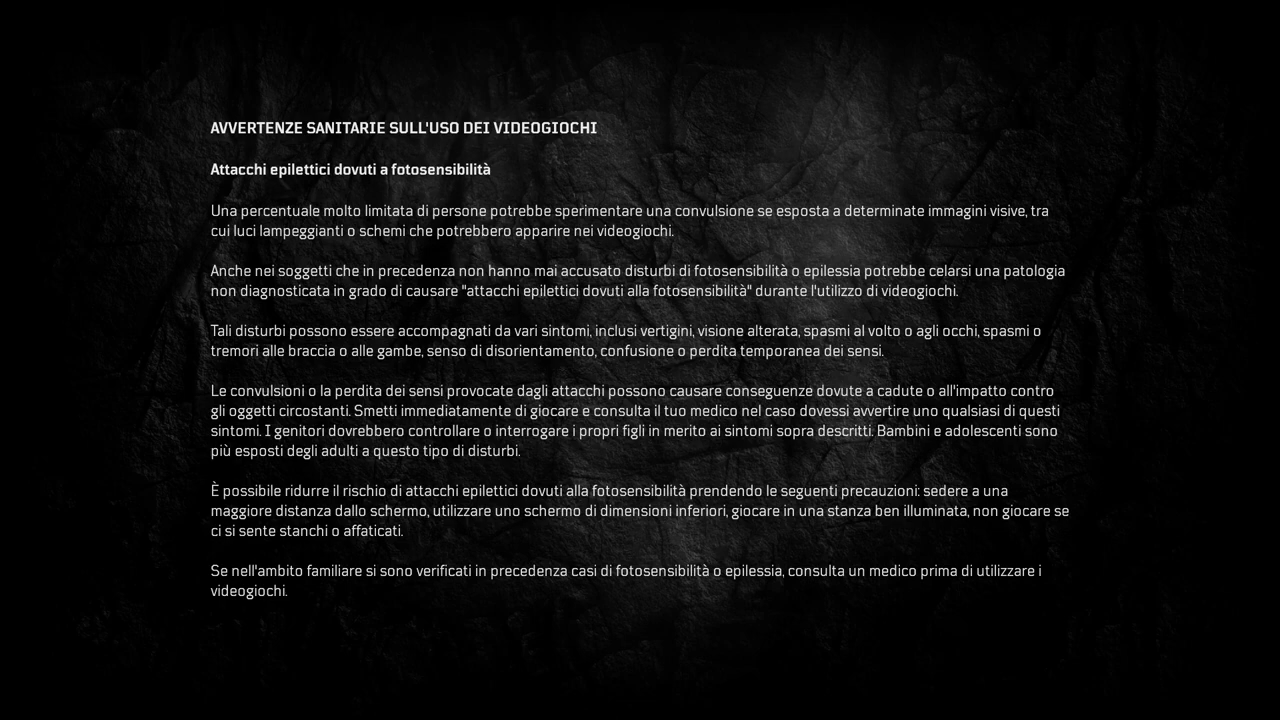 AVVERTENZE SANITARIE SULL'USO DEI VIDEOGIOCHI
Attacchi epilettici dovuti a fotosensibilità
Una percentuale molto limitata di persone potrebbe sperimentare una convulsione se esposta a determinate immagini visive, tra
cui luci lampeggianti o schemi che potrebbero apparire nei videogiochi.
Anche nei soggetti che in precedenza non hanno mai accusato disturbi di fotosensibilità o epilessia potrebbe celarsi una patologia
non diagnosticata in grado di causare "attacchi epilettici dovuti alla fotosensibilità" durante l'utilizzo di videogiochi.
Tali disturbi possono essere accompagnati da vari sintomi, inclusi vertigini, visione alterata, spasmi al volto o agli occhi, spasmi o
tremori alle braccia o alle gambe, senso di disorientamento, confusione o perdita temporanea dei sensi.
Le convulsioni o la perdita dei sensi provocate dagli attacchi possono causare conseguenze dovute a cadute o all'impatto contro
gli oggetti circostanti. Smetti immediatamente di giocare e consulta il tuo medico nel caso dovessi avvertire uno qualsiasi di questi
sintomi. I genitori dovrebbero controllare o interrogare i propri figli in merito ai sintomi sopra descritti. Bambini e adolescenti sono
più esposti degli adulti a questo tipo di disturbi.
È possibile ridurre il rischio di attacchi epilettici dovuti alla fotosensibilità prendendo le seguenti precauzioni: sedere a una
maggiore distanza dallo schermo, utilizzare uno schermo di dimensioni inferiori, giocare in una stanza ben illuminata, non giocare se
ci si sente stanchi o affaticati.
Se nell'ambito familiare si sono verificati in precedenza casi di fotosensibilità o epilessia, consulta un medico prima di utilizzare i
videogiochi.